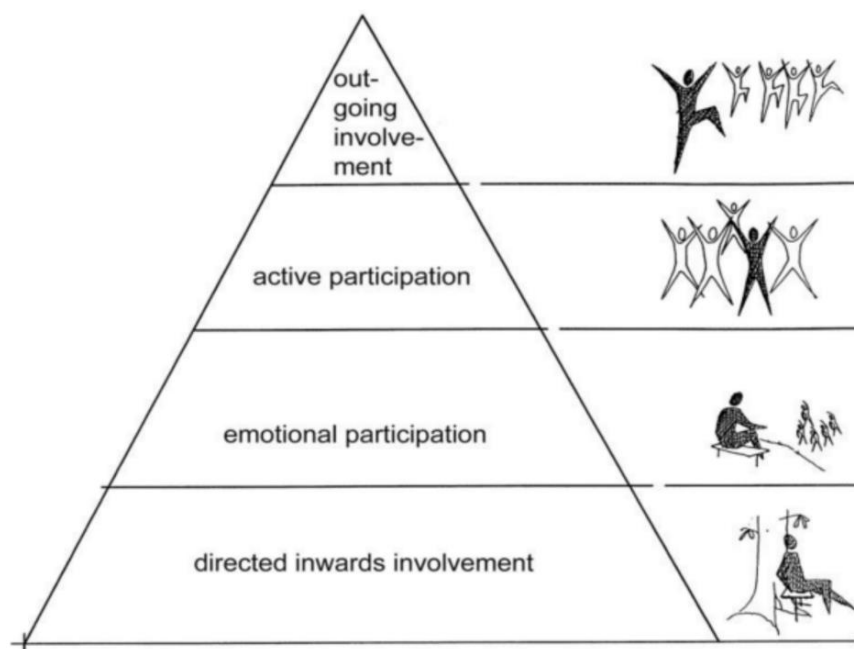 out-
going
involve-
ment
active participation
emotional participation
directed inwards involvement